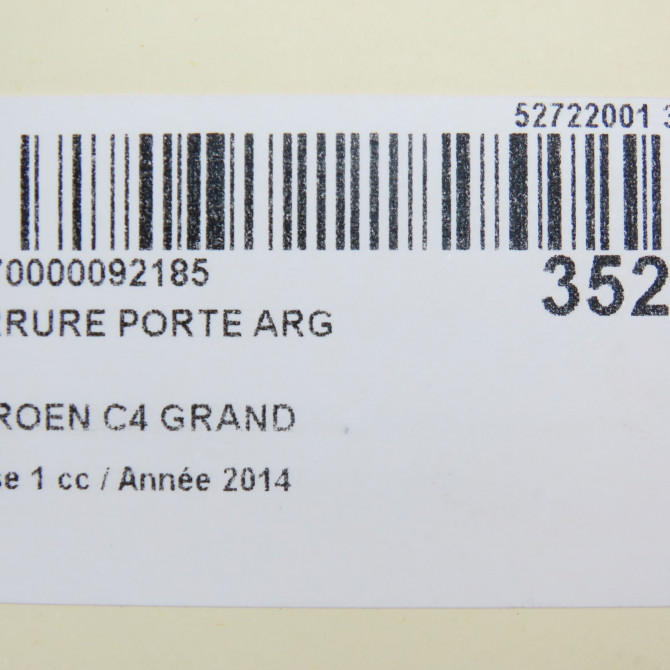 52722001 3
70000092185
352
RRURE PORTE ARG
ROEN C4 GRAND
se 1 cc / Année 2014